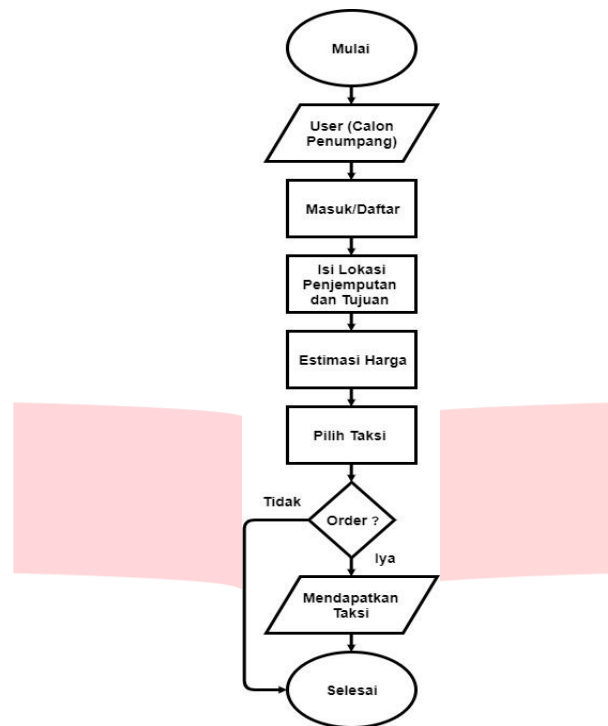 Mulai
User (Calon
Penumpang)
Masuk/Daftar
Isi Lokasi
Penjemputan
dan Tujuan
Estimasi Harga
Pilih Taksi
Tidak
Order ?
Iya
Mendapatkan
Taksi
Selesai